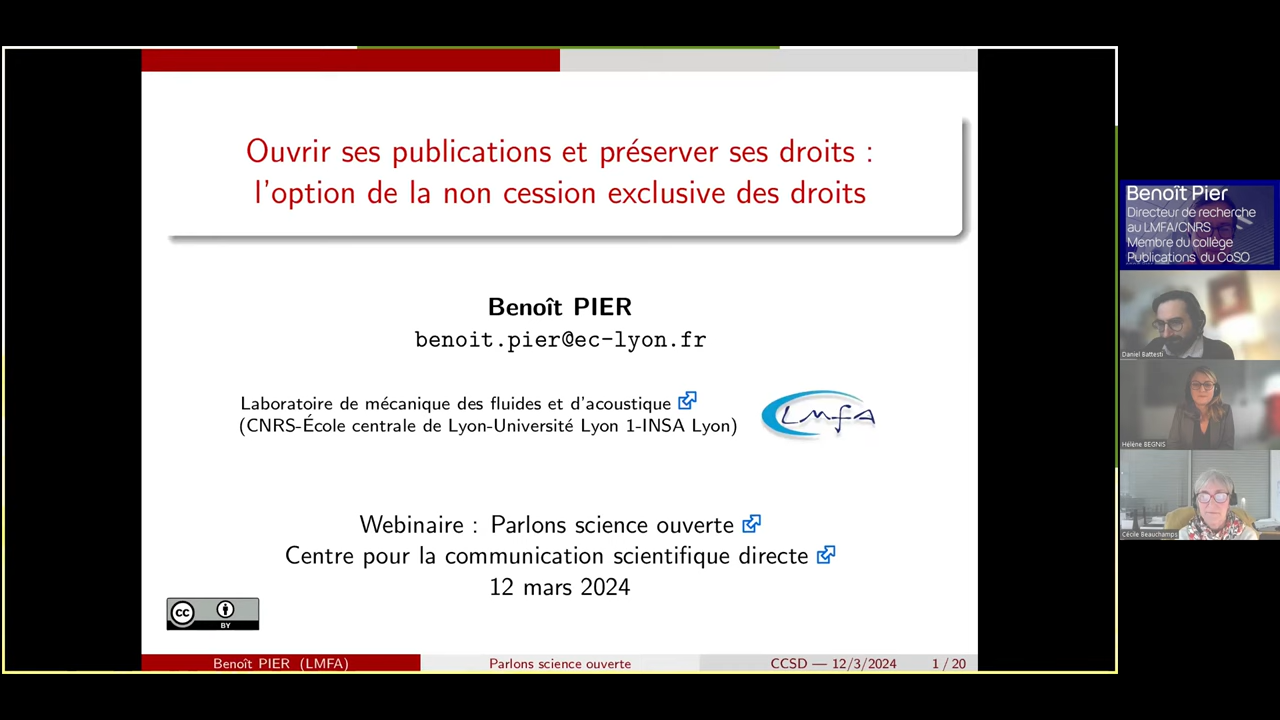 Ouvrir ses publications et préserver ses droits :
l'option de la non cession exclusive des droits
Benoît PIER
benoit.pier@ec-lyon.fr
Laboratoire de mécanique des fluides et d'acoustique
(CNRS-École centrale de Lyon-Université Lyon 1-INSA Lyon)
LMFA
Webinaire : Parlons science ouverte
Centre pour la communication scientifique directe
12 mars 2024
cc
BY
Benoît PIER (LMFA)
Parlons science ouverte
CCSD — 12/3/2024
1 / 20
Benoît Pier
Directeur de recherche
au LMFA/CNRS
Membre du collège
Publications du CoSO
Daniel Battesti
Hélène BEGNIS
Cécile Beauchamps